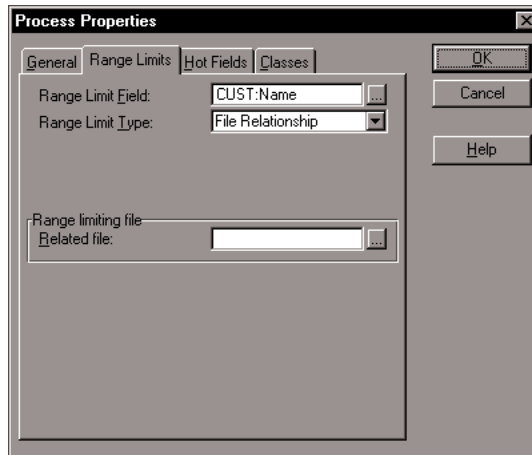 Process Properties
General Range Limits Hot Fields Classes
Range Limit Field: CUST:Name ...
Range Limit Type: File Relationship
Range limiting file
Related file: ...
OK
Cancel
Help